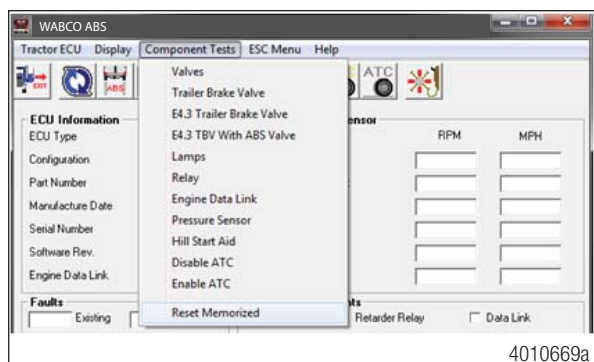 WABCO ABS
Tractor ECU Display Component Tests ESC Menu Help
EXIT ABS ATC
Valves
Trailer Brake Valve
E4.3 Trailer Brake Valve
E4.3 TBV With ABS Valve
Lamps
Relay
Engine Data Link
Pressure Sensor
Hill Start Aid
Disable ATC
Enable ATC
Reset Memorized
ECU Information
ECU Type
Configuration
Part Number
Manufacture Date
Serial Number
Software Rev.
Engine Data Link
ensor
RPM MPH
Faults
Existing
Retarder Relay Data Link
4010669a